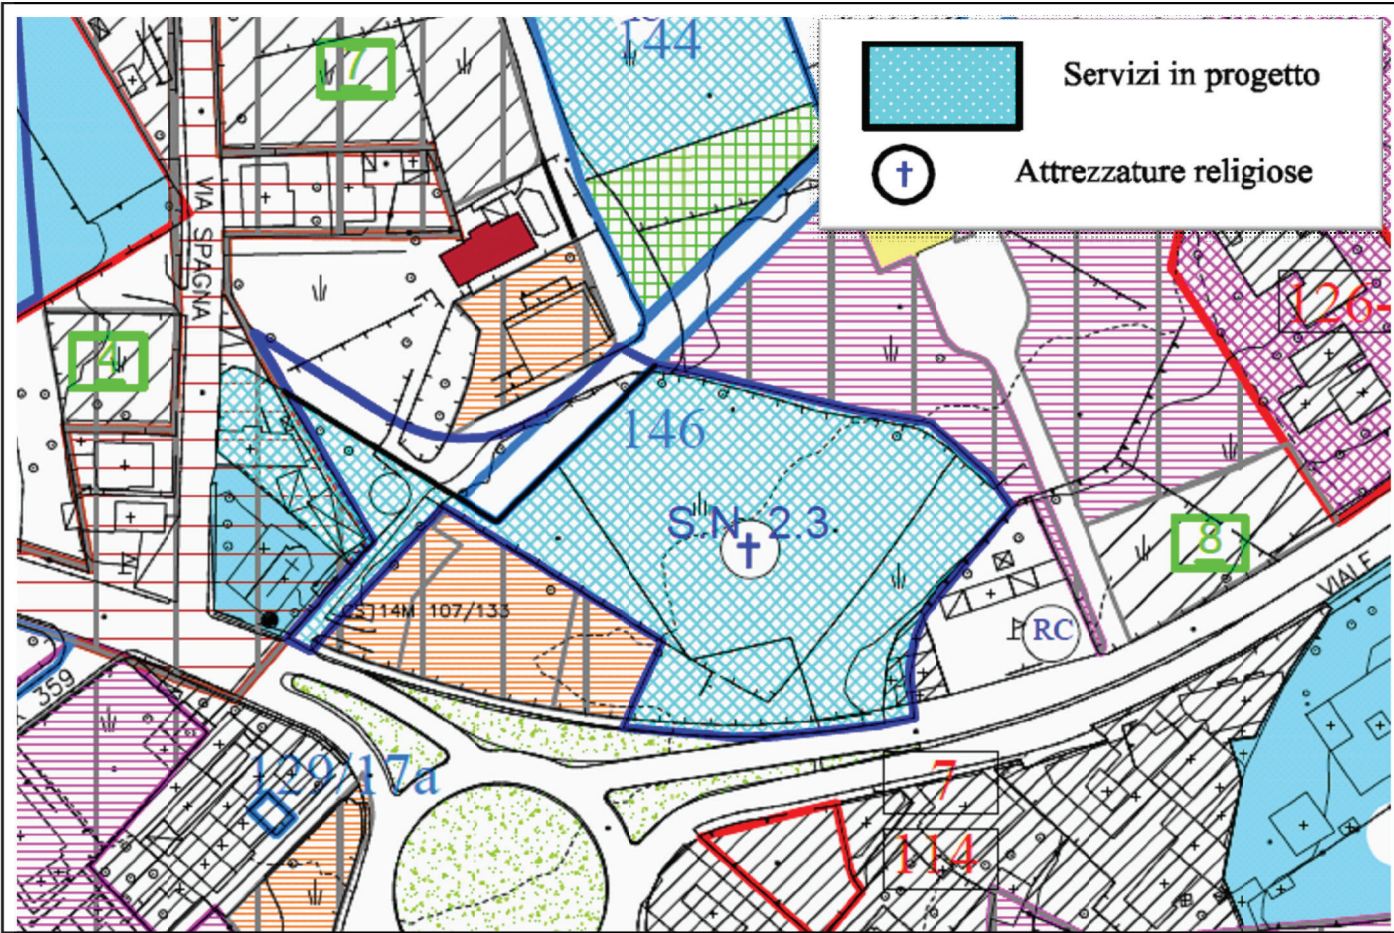 144
7
Servizi in progetto
Attrezzature religiose
VIA SPAGNA
126-
4
146
S.N. 2.3
8
VIALE
14M 107/133
RC
359
129/17a
7
114